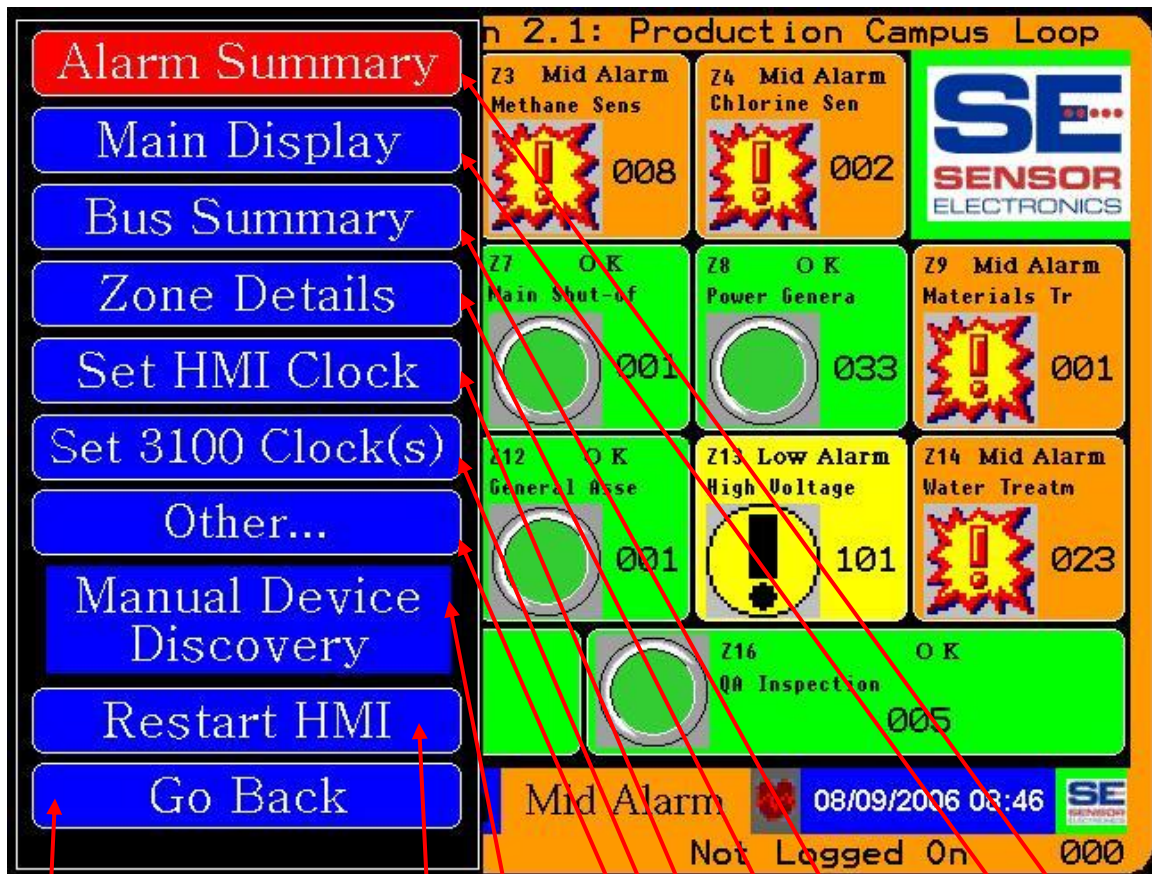 Alarm Summary
Main Display
Bus Summary
Zone Details
Set HMI Clock
Set 3100 Clock(s)
Other...
Manual Device
Discovery
Restart HMI
Go Back
n 2.1: Production Campus Loop
Z3 Mid Alarm
Methane Sens
008
Z4 Mid Alarm
Chlorine Sen
002
SE
SENSOR
ELECTRONICS
Z7 OK
Main Shut-of
001
Z8 OK
Power Genera
033
Z9 Mid Alarm
Materials Tr
001
Z12 OK
General Asse
001
Z13 Low Alarm
High Voltage
101
Z14 Mid Alarm
Water Treatm
023
Z16 OK
QA Inspection
005
Mid Alarm 08/09/2006 03:46 SE
SENSOR
Not Logged On 000